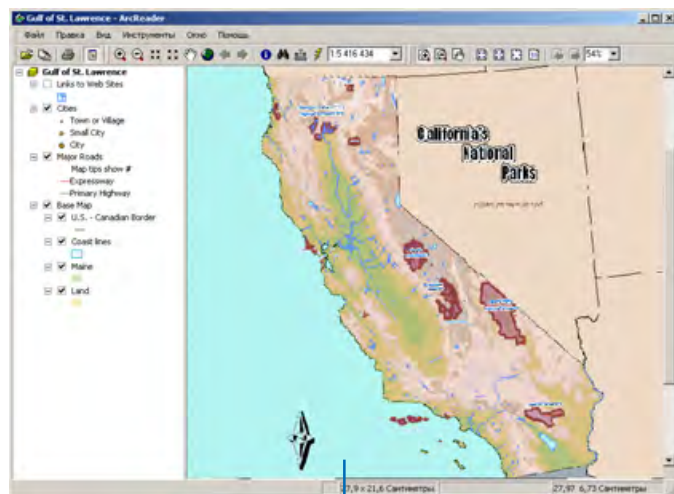 Gulf of St. Lawrence - ArcReader
Файл Правка Вид Инструменты Окно Помощь
1:5 416 434
54%
Gulf of St. Lawrence
Links to Web Sites
Cities
Town or Village
Small City
City
Major Roads
Map tips show #
Expressway
Primary Highway
Base Map
U.S. - Canadian Border
Coast lines
Maine
Land
California's
National
Parks
27,9 x 21,6 Сантиметры
27,97 6,73 Сантиметры